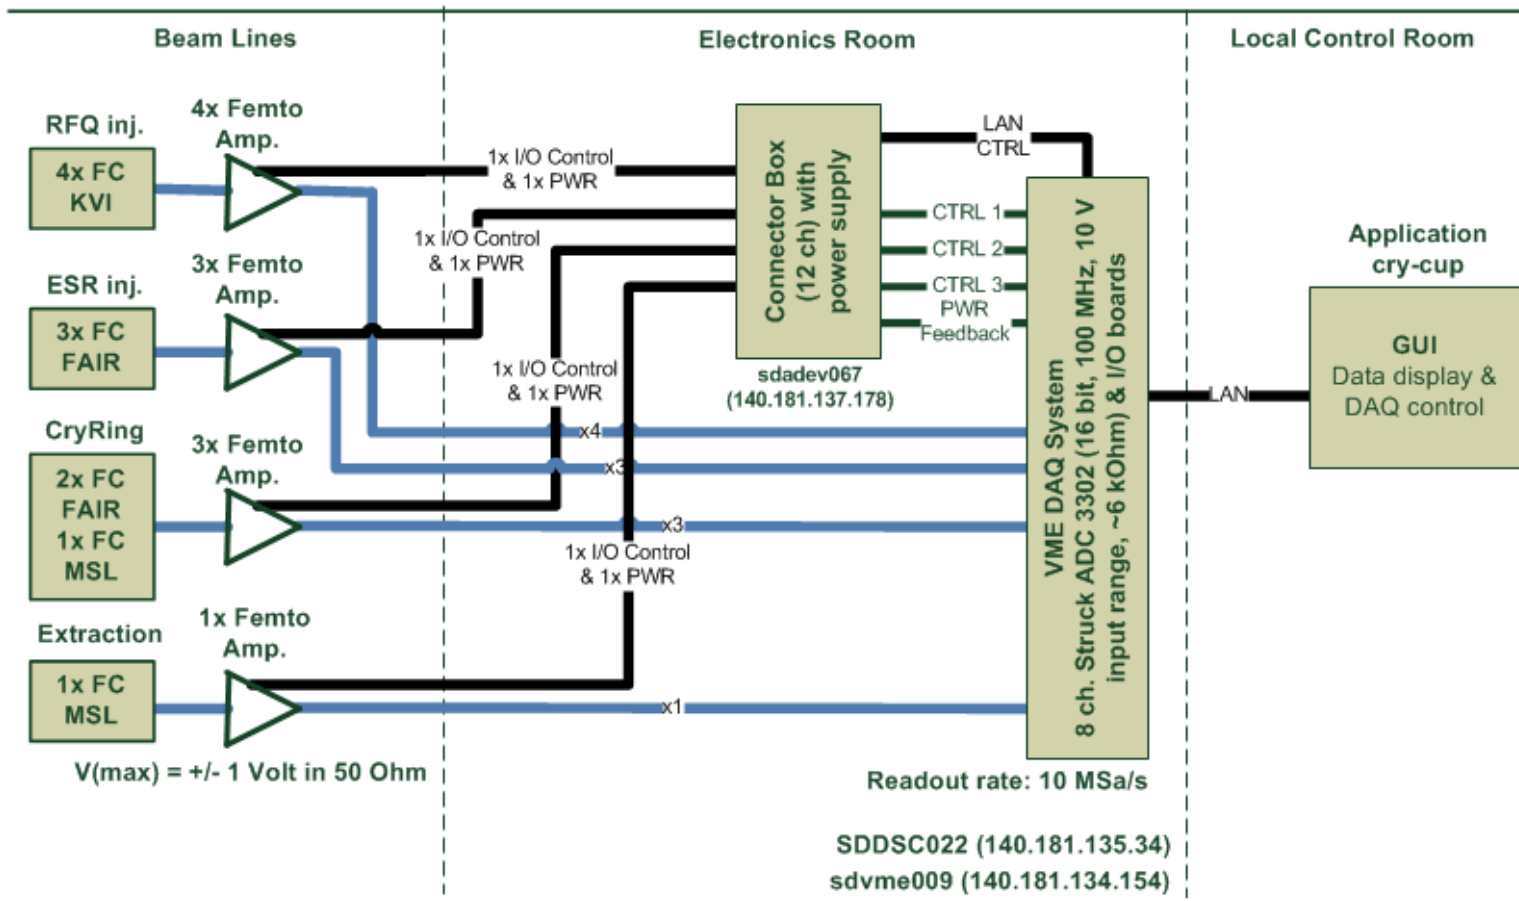 Beam Lines
Electronics Room
Local Control Room
RFQ inj.
4x Femto
Amp.
4x FC
KVI
1x I/O Control
& 1x PWR
ESR inj.
3x Femto
Amp.
3x FC
FAIR
1x I/O Control
& 1x PWR
CryRing
3x Femto
Amp.
2x FC
FAIR
1x FC
MSL
1x I/O Control
& 1x PWR
Extraction
1x Femto
Amp.
1x FC
MSL
1x I/O Control
& 1x PWR
V(max) = +/- 1 Volt in 50 Ohm
x4
x3
x3
x1
Connector Box
(12 ch) with
power supply
sdadev067
(140.181.137.178)
LAN
CTRL
CTRL 1
CTRL 2
CTRL 3
PWR
Feedback
VME DAQ System
8 ch. Struck ADC 3302 (16 bit, 100 MHz, 10 V
input range, ~6 kOhm) & I/O boards
Readout rate: 10 MSa/s
SDDSC022 (140.181.135.34)
sdvme009 (140.181.134.154)
LAN
Application
cry-cup
GUI
Data display &
DAQ control